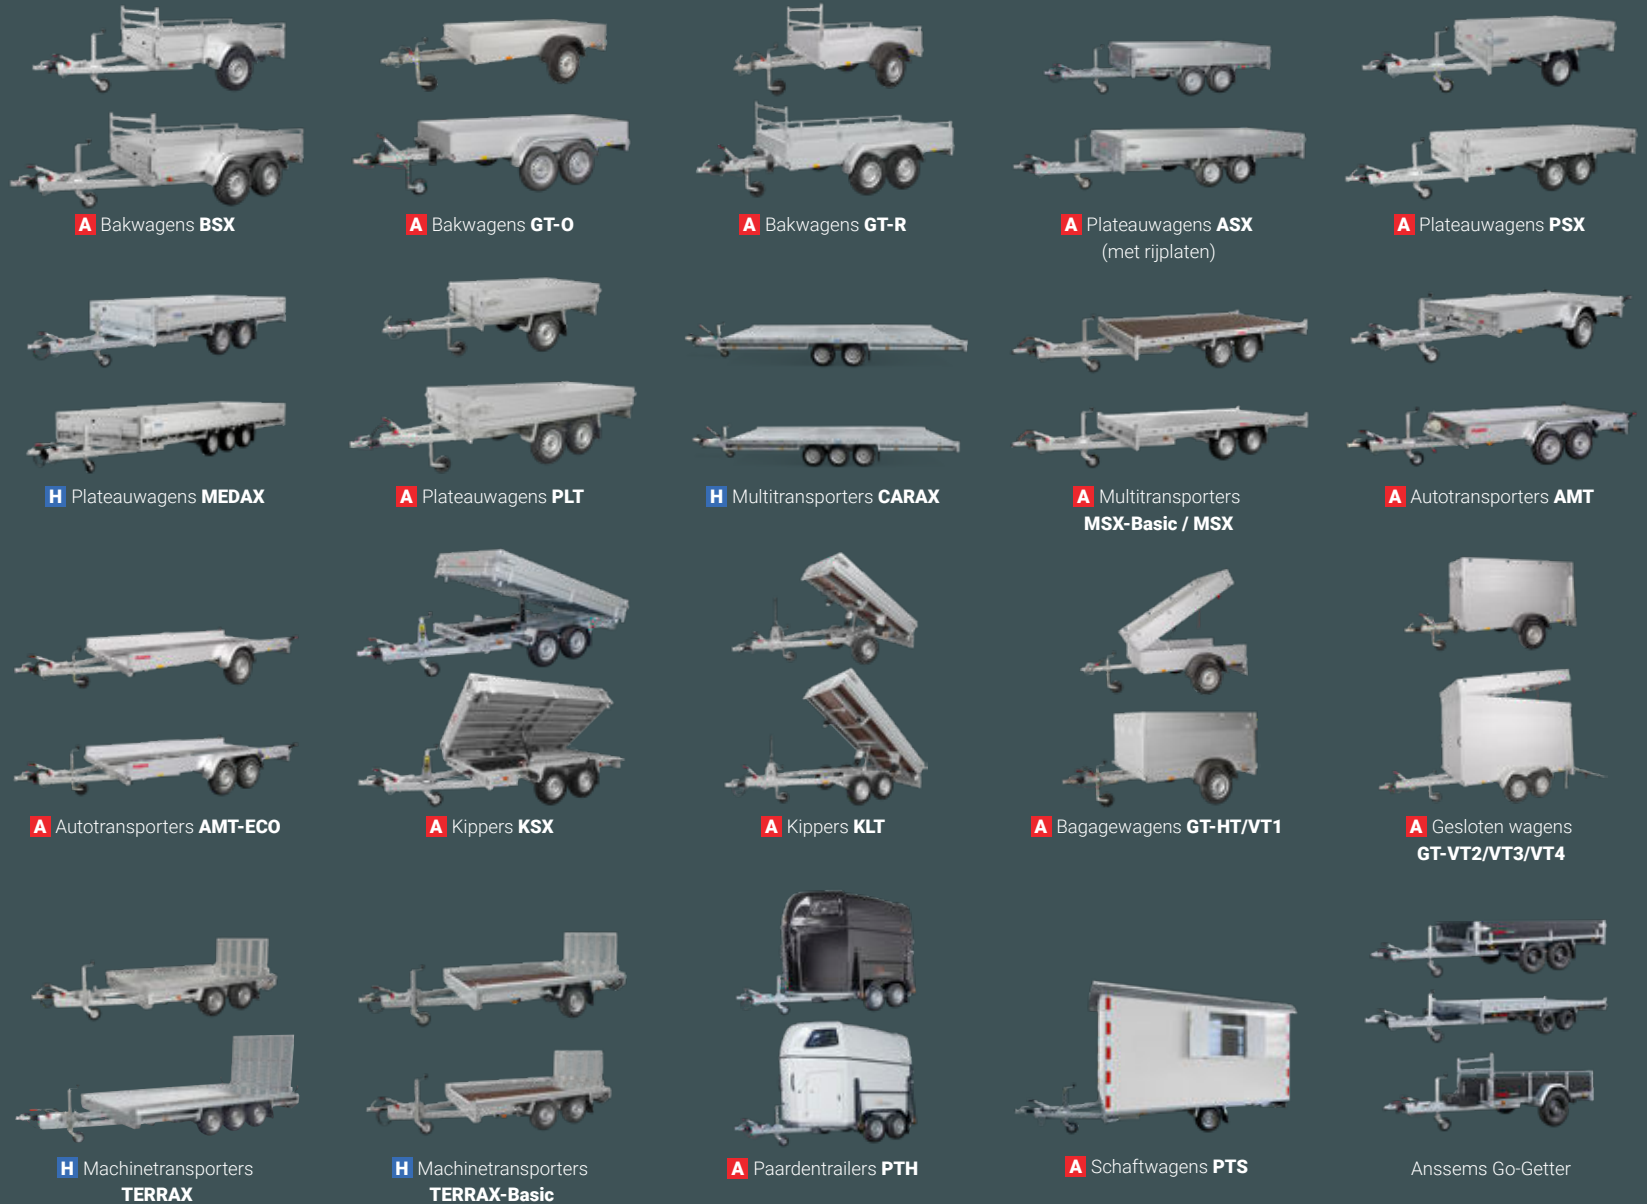 A Bakwagens BSX
A Bakwagens GT-O
A Bakwagens GT-R
A Plateauwagens ASX
(met rijplaten)
A Plateauwagens PSX
H Plateauwagens MEDAX
A Plateauwagens PLT
H Multitransporters CARAX
A Multitransporters
MSX-Basic / MSX
A Autotransporters AMT
A Autotransporters AMT-ECO
A Kippers KSX
A Kippers KLT
A Bagagewagens GT-HT/VT1
A Gesloten wagens
GT-VT2/VT3/VT4
H Machinetransporters
TERRAX
H Machinetransporters
TERRAX-Basic
A Paardentrailers PTH
A Schaftwagens PTS
Anssems Go-Getter